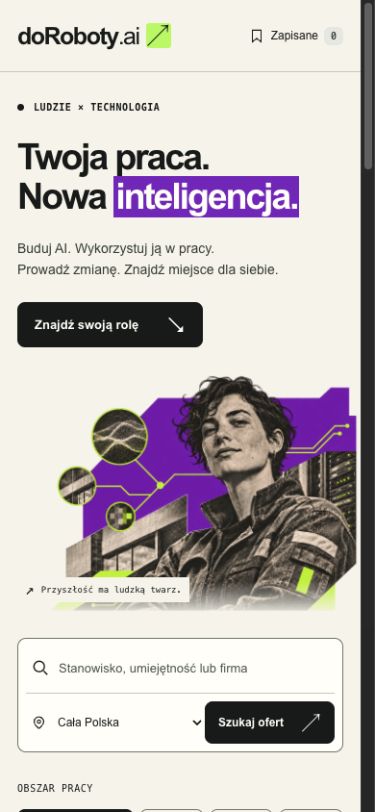 doRoboty.ai
Zapisane 0
LUDZIE × TECHNOLOGIA
Twoja praca.
Nowa inteligencja.
Buduj AI. Wykorzystuj ją w pracy.
Prowadź zmianę. Znajdź miejsce dla siebie.
Znajdź swoją rolę
Przyszłość ma ludzką twarz.
Stanowisko, umiejętność lub firma
Cała Polska
Szukaj ofert
OBSZAR PRACY